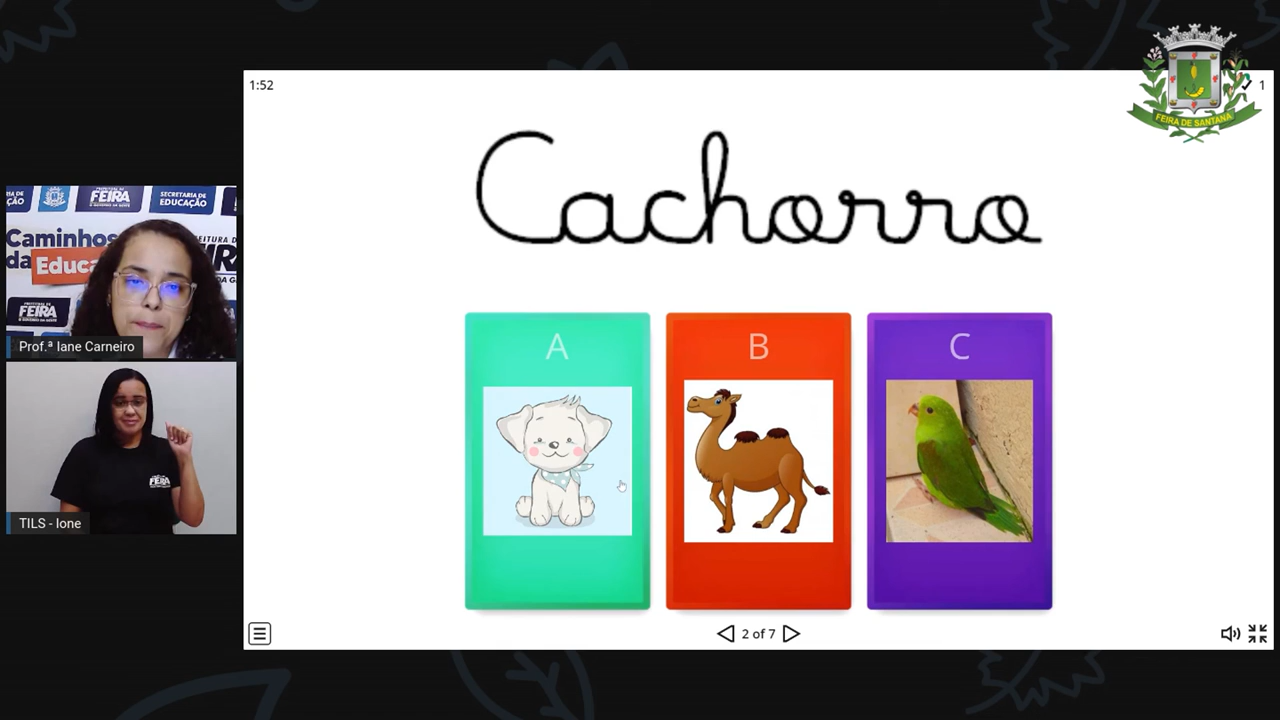 1:52
1
FEIRA DE SANTANA
Cachorro
A
B
C
2 of 7
FEIRA
SECRETARIA DE
EDUCAÇÃO
Caminhos
da Educa
FEIRA
Prof.ª Iane Carneiro
FEIRA
TILS - Ione